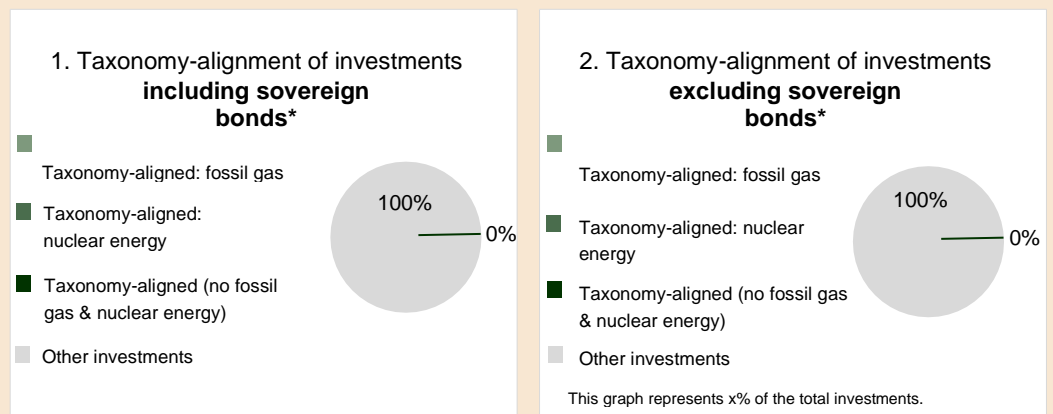 1. Taxonomy-alignment of investments
including sovereign
bonds*
Taxonomy-aligned: fossil gas
Taxonomy-aligned:
nuclear energy
Taxonomy-aligned (no fossil
gas & nuclear energy)
Other investments
100%
0%
2. Taxonomy-alignment of investments
excluding sovereign
bonds*
Taxonomy-aligned: fossil gas
Taxonomy-aligned: nuclear
energy
Taxonomy-aligned (no fossil gas
& nuclear energy)
Other investments
100%
0%
This graph represents x% of the total investments.